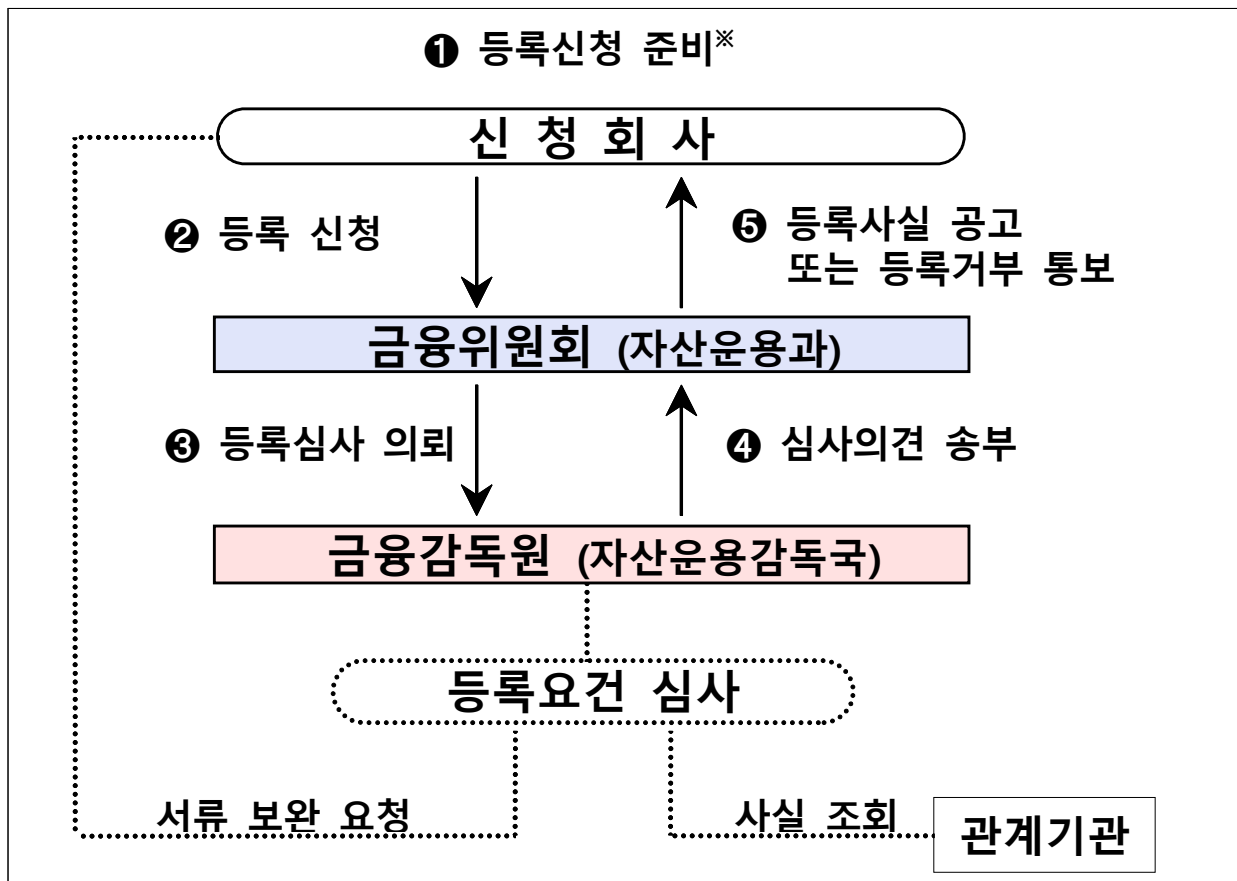 ❶ 등록신청 준비※
신 청 회 사
❷ 등록 신청
❺ 등록사실 공고
또는 등록거부 통보
금융위원회 (자산운용과)
❸ 등록심사 의뢰
❹ 심사의견 송부
금융감독원 (자산운용감독국)
등록요건 심사
서류 보완 요청
사실 조회
관계기관